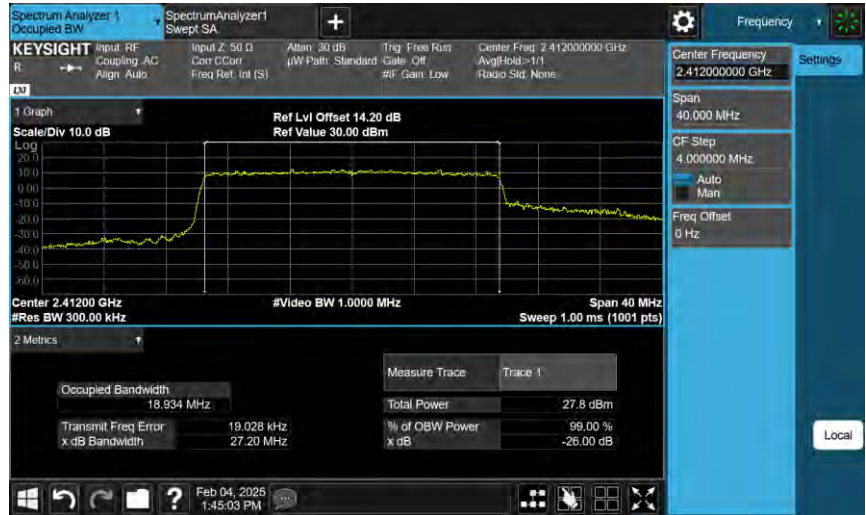 Spectrum Analyzer 1
Occupied BW
SpectrumAnalyzer1
Swept SA
+
Frequency
KEYSIGHT
R
LXI
Input: RF
Coupling: AC
Align: Auto
Input Z: 50 Ω
Corr CCorr
Freq Ref: Int (S)
Atten: 30 dB
µW Path: Standard
Trig: Free Run
Gate: Off
#IF Gain: Low
Center Freq: 2.412000000 GHz
Avg|Hold:>1/1
Radio Std: None
Center Frequency
2.412000000 GHz
Settings
Span
40.000 MHz
CF Step
4.000000 MHz
Auto
Man
Freq Offset
0 Hz
Local
1 Graph
Scale/Div 10.0 dB
Ref Lvl Offset 14.20 dB
Ref Value 30.00 dBm
Log
20.0
10.0
0.00
-10.0
-20.0
-30.0
-40.0
-50.0
-60.0
Center 2.41200 GHz
#Video BW 1.0000 MHz
Span 40 MHz
#Res BW 300.00 kHz
Sweep 1.00 ms (1001 pts)
2 Metrics
Measure Trace
Trace 1
Occupied Bandwidth
18.934 MHz
Total Power
27.8 dBm
Transmit Freq Error
19.028 kHz
% of OBW Power
99.00 %
x dB Bandwidth
27.20 MHz
x dB
-26.00 dB
?
Feb 04, 2025
1:45:03 PM